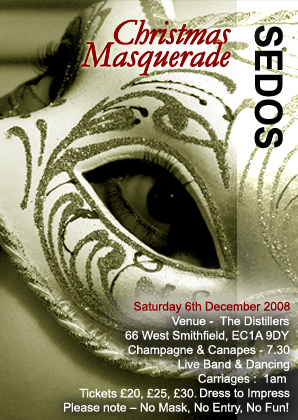 Christmas
Masquerade
SEDOS
Saturday 6th December 2008
Venue - The Distillers
66 West Smithfield, EC1A 9DY
Champagne & Canapes - 7.30
Live Band & Dancing
Carriages : 1am
Tickets £20, £25, £30. Dress to Impress
Please note – No Mask, No Entry, No Fun!